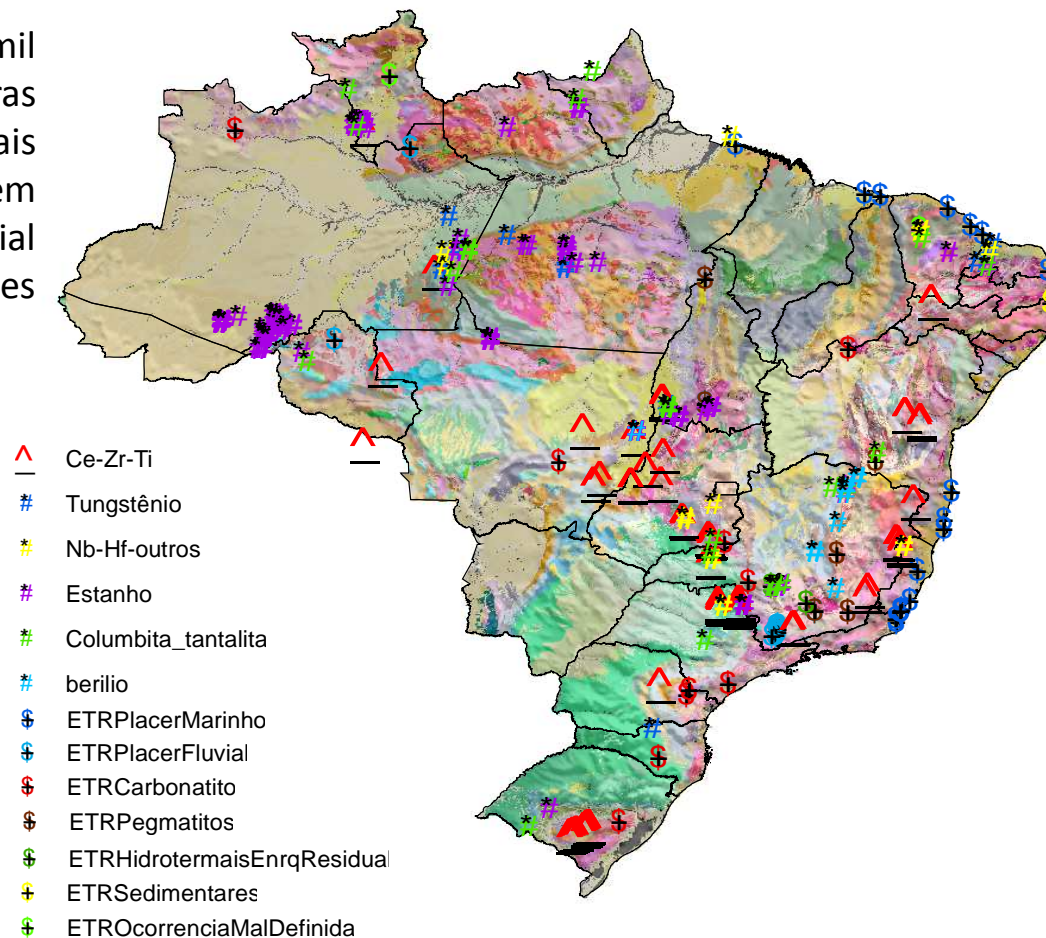 mil
ras
ais
em
ial
es
Ce-Zr-Ti
Tungstênio
Nb-Hf-outros
Estanho
Columbita_tantalita
berilio
ETRPlacerMarinho
ETRPlacerFluvial
ETRCarbonatito
ETRPegmatitos
ETRHidrotermaisEnrqResidual
ETRSedimentares
ETROcorrenciaMalDefinida